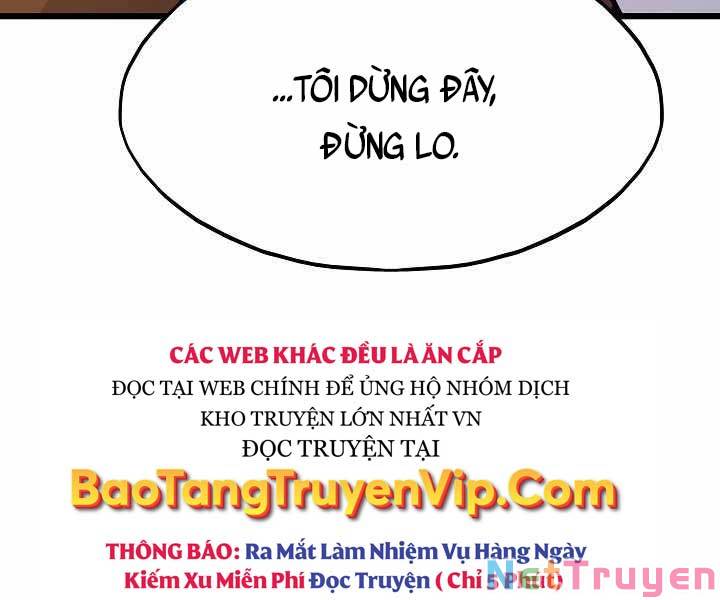 ...TÔI DỪNG ĐÂY,
ĐỪNG LO.
CÁC WEB KHÁC ĐỀU LÀ ĂN CẮP
ĐỌC TẠI WEB CHÍNH ĐỂ ỦNG HỘ NHÓM DỊCH
KHO TRUYỆN LỚN NHẤT VN
ĐỌC TRUYỆN TẠI
BaoTangTruyenVip.Com
THÔNG BÁO: Ra Mắt Làm Nhiệm Vụ Hàng Ngày
Kiếm Xu Miễn Phí Đọc Truyện ( Chỉ 5 Phút)
NetTruyen